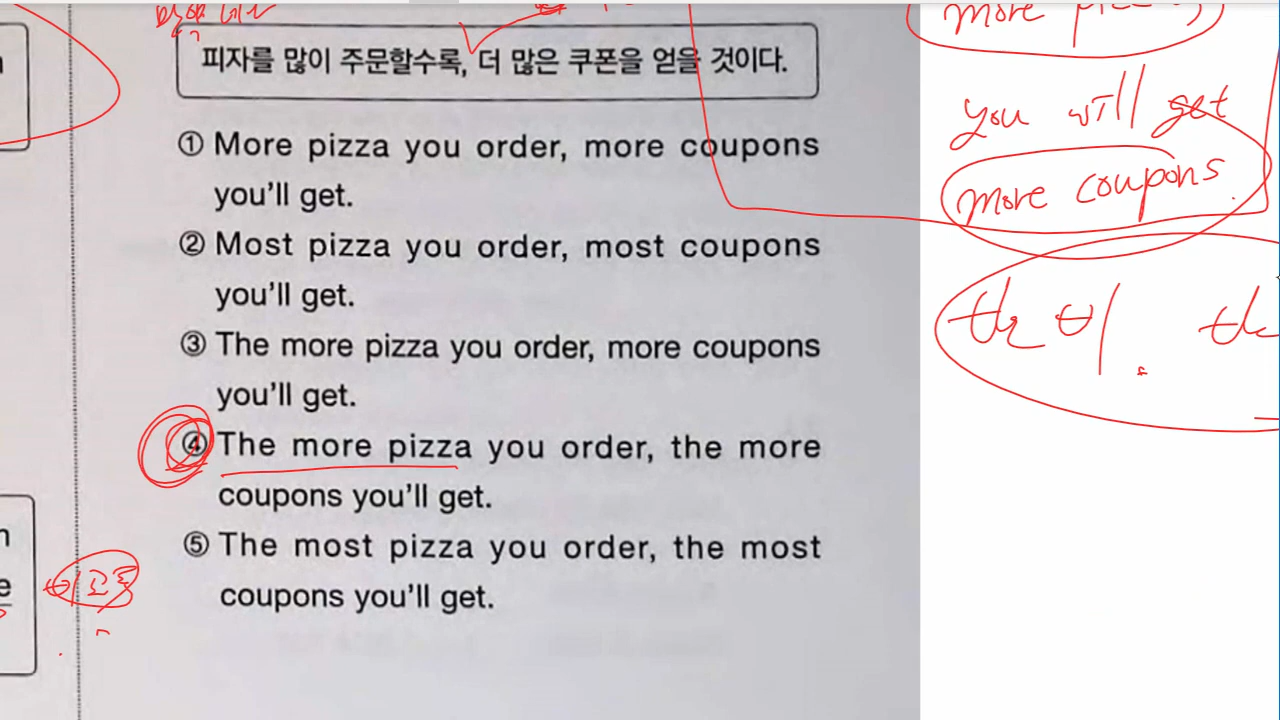 more
피자를 많이 주문할수록, 더 많은 쿠폰을 얻을 것이다.
① More pizza you order, more coupons
you'll get.
② Most pizza you order, most coupons
you'll get.
③ The more pizza you order, more coupons
you'll get.
④ The more pizza you order, the more
coupons you'll get.
⑤ The most pizza you order, the most
coupons you'll get.
you will get
more coupons.
the 비 the
e